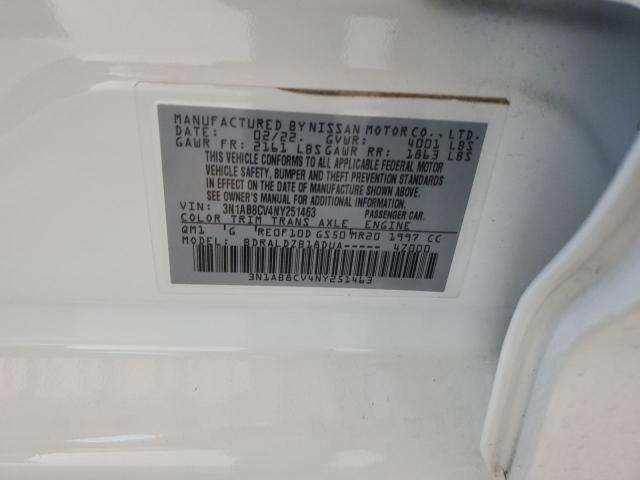 MANUFACTURED BY NISSAN MOTOR CO., LTD.
DATE: 02/22. GVWR: 4001 LBS
GAWR FR: 2161 LBS GAWR RR: 1863 LBS
THIS VEHICLE CONFORMS TO ALL APPLICABLE FEDERAL MOTOR
VEHICLE SAFETY, BUMPER AND THEFT PREVENTION STANDARDS
IN EFFECT ON THE DATE OF MANUFACTURE SHOWN ABOVE.
SEE OWNER'S MANUAL FOR ADDITIONAL INFORMATION
VIN: 3N1AB8CV4NY251463 PASSENGER CAR.
COLOR TRIM TRANS AXLE ENGINE
QM1 G RE0F10D GS50 MR20 1997 CC
MODEL: BDRALDZB18DUA----- 47000
3N1AB8CV4NY251463